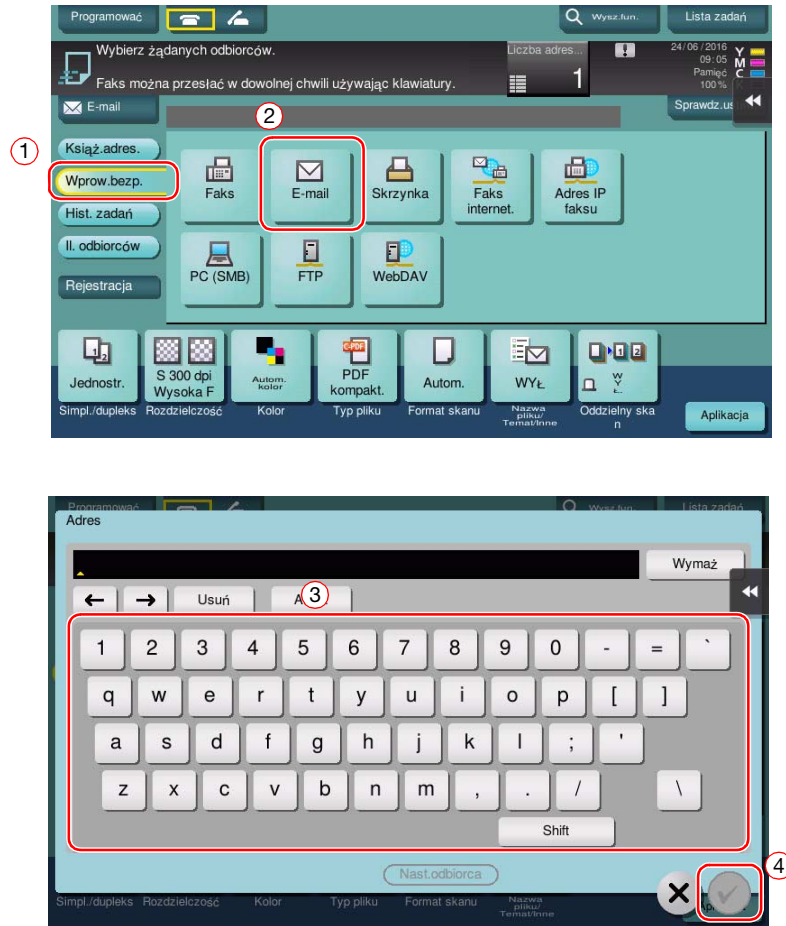 Programować
Wysz.fun.
Lista zadań
Wybierz żądanych odbiorców.
Faks można przesłać w dowolnej chwili używając klawiatury.
Liczba adres...
1
24/06/2016
09:05
Pamięć
100%
Y
M
C
K
E-mail
Sprawdz.us
1
2
Książ.adres.
Wprow.bezp.
Hist. zadań
Il. odbiorców
Rejestracja
Faks
E-mail
Skrzynka
Faks
internet.
Adres IP
faksu
PC (SMB)
FTP
WebDAV
Jednostr.
S 300 dpi
Wysoka F
Autom.
kolor
PDF
kompakt.
Autom.
WYŁ
WYŁ
Simpl./dupleks
Rozdzielczość
Kolor
Typ pliku
Format skanu
Nazwa
pliku/
Temat/Inne
Oddzielny ska
n
Aplikacja
Programować
Wysz.fun.
Lista zadań
Adres
Wymaż
← → Usuń
3
1 2 3 4 5 6 7 8 9 0 - = `
q w e r t y u i o p [ ]
a s d f g h j k l ; '
z x c v b n m , . / \
Shift
Nast.odbiorca
4
Simpl./dupleks
Rozdzielczość
Kolor
Typ pliku
Format skanu
Nazwa
pliku/
Temat/Inne